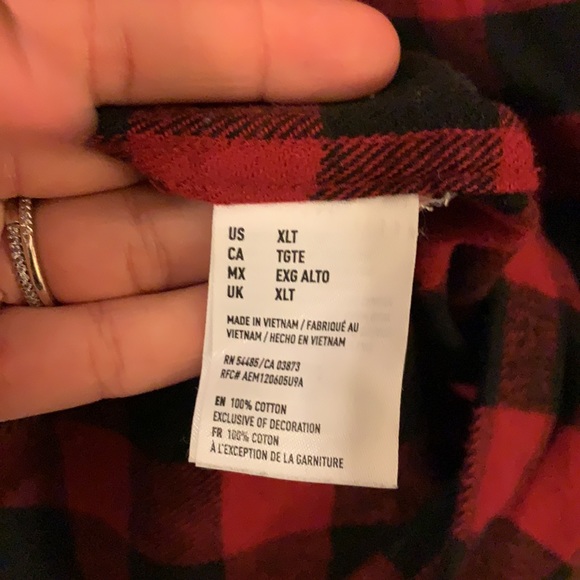 US XLT
CA TGTE
MX EXG ALTO
UK XLT
MADE IN VIETNAM / FABRIQUÉ AU
VIETNAM / HECHO EN VIETNAM
RN 54485/CA 03873
RFC# AEM120605U9A
EN 100% COTTON
EXCLUSIVE OF DECORATION
FR 100% COTON
À L'EXCEPTION DE LA GARNITURE